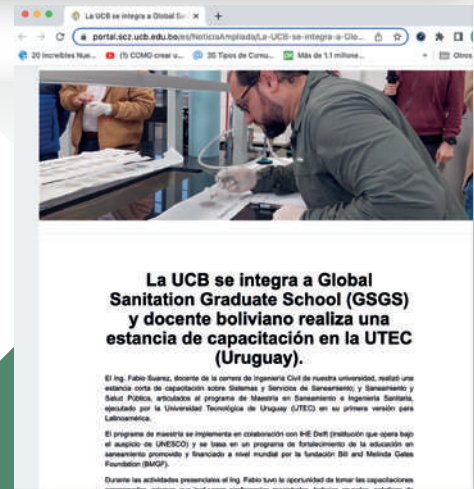 La UCB se integra a Global Sa
portal.scz.ucb.edu.bo/es/NoticiaAmpliada/La-UCB-se-integra-a-Glo...
20 Increíbles Nue...
(1) COMO crear u...
35 Tipos de Comu...
Más de 1.1 millone...
Otros
La UCB se integra a Global
Sanitation Graduate School (GSGS)
y docente boliviano realiza una
estancia de capacitación en la UTEC
(Uruguay).
El Ing. Fabio Suarez, docente de la carrera de Ingeniería Civil de nuestra universidad, realizó una
estancia corta de capacitación sobre Sistemas y Servicios de Saneamiento; y Saneamiento y
Salud Pública, articulados al programa de Maestría en Saneamiento e Ingeniería Sanitaria,
ejecutado por la Universidad Tecnológica de Uruguay (UTEC) en su primera versión para
Latinoamérica.
El programa de maestría se implementa en colaboración con IHE Delft (institución que opera bajo
el auspicio de UNESCO) y se basa en un programa de fortalecimiento de la educación en
saneamiento promovido y financiado a nivel mundial por la fundación Bill and Melinda Gates
Foundation (BMGF).
Durante las actividades presenciales el Ing. Fabio tuvo la oportunidad de tomar las capacitaciones